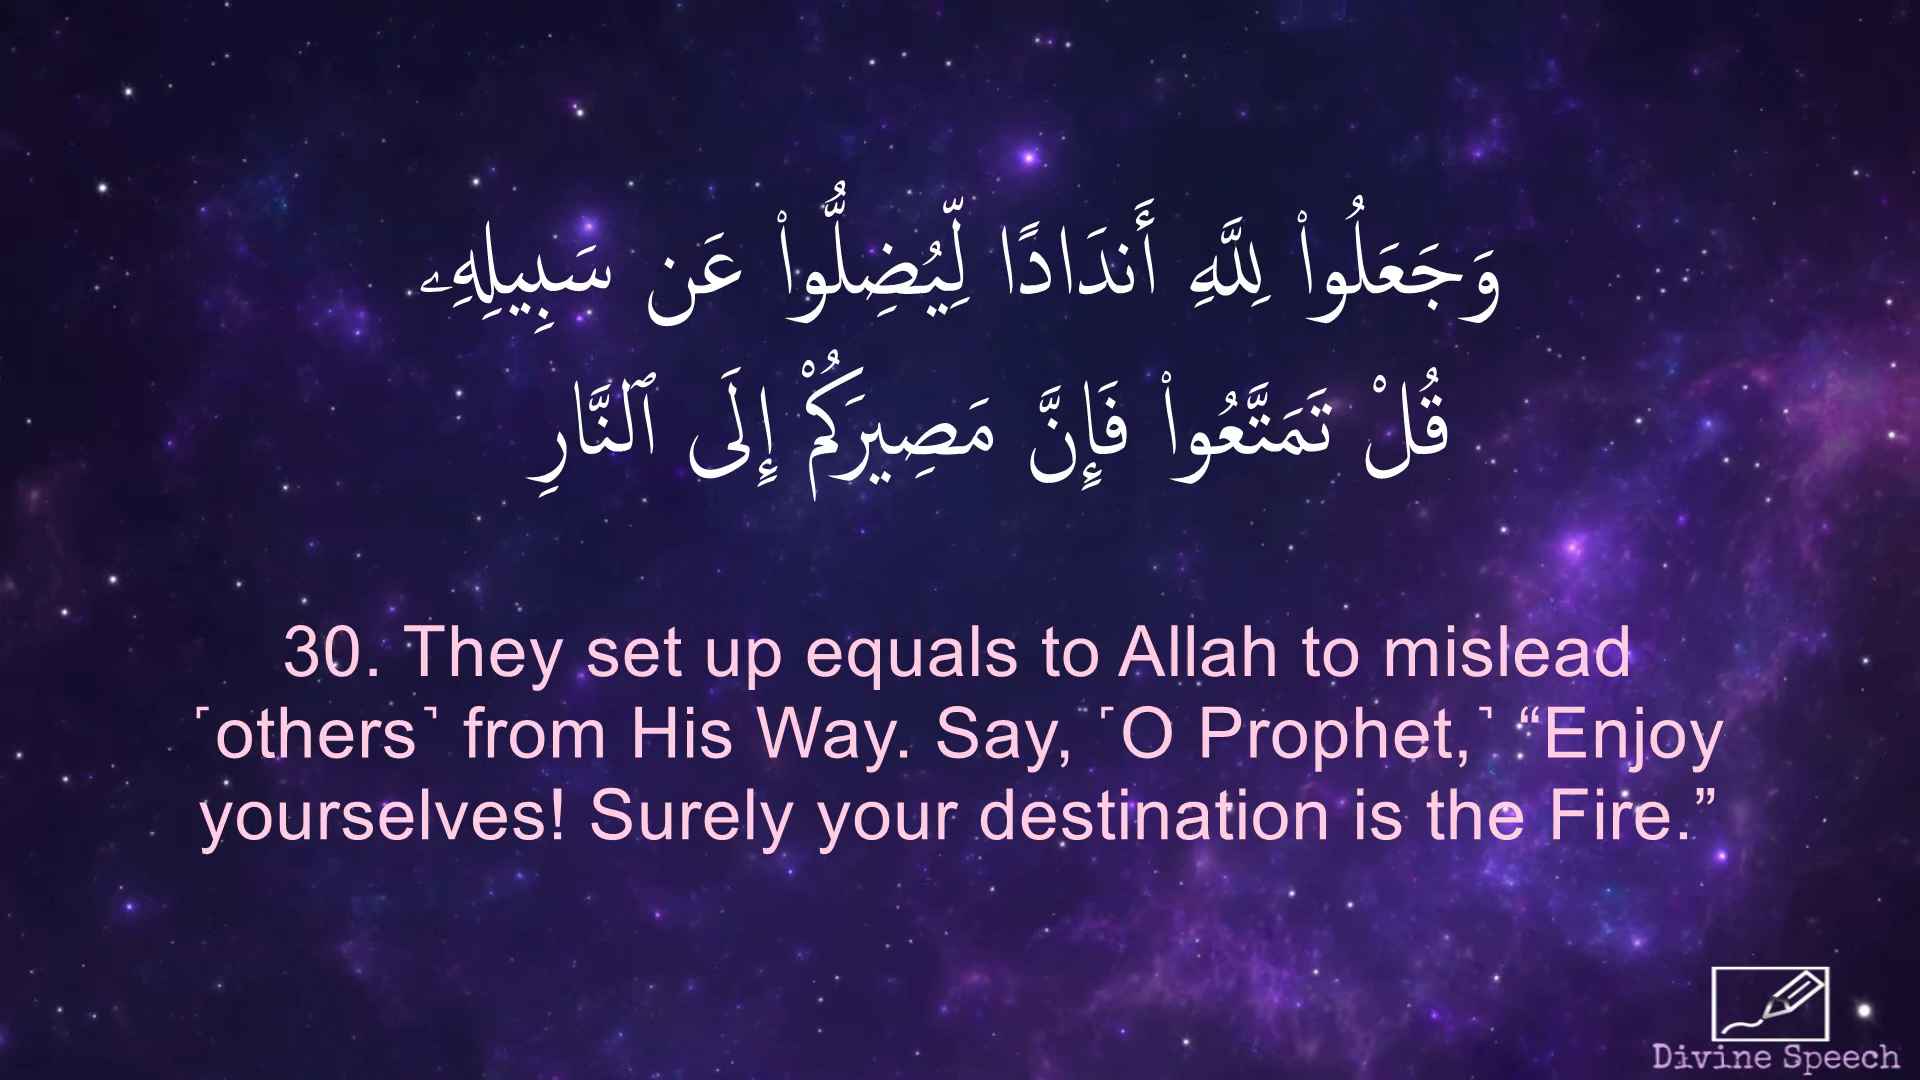 وَجَعَلُوا۟ لِلَّهِ أَندَادًا لِّيُضِلُّوا۟ عَن سَبِيلِهِۦ
قُلْ تَمَتَّعُوا۟ فَإِنَّ مَصِيرَكُمْ إِلَى ٱلنَّارِ
30. They set up equals to Allah to mislead
˹others˺ from His Way. Say, ˹O Prophet,˺ “Enjoy
yourselves! Surely your destination is the Fire.”
Divine Speech